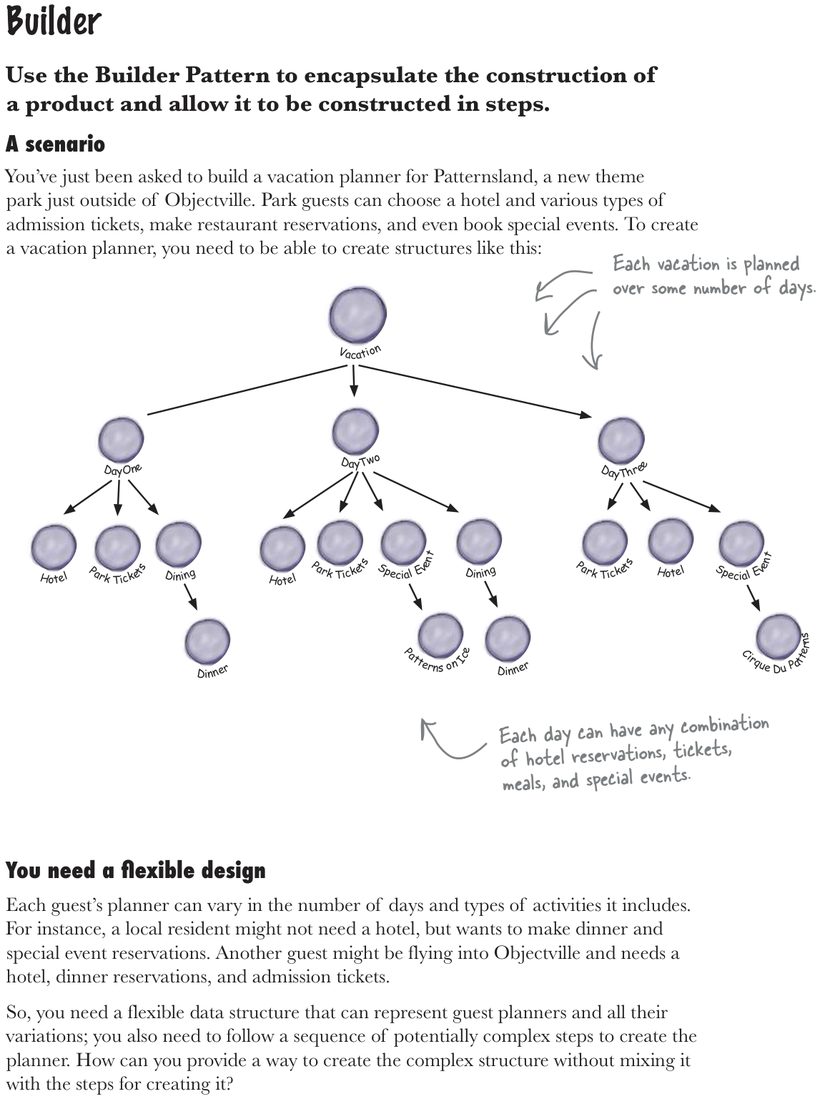 Builder
Use the Builder Pattern to encapsulate the construction of
a product and allow it to be constructed in steps.
A scenario
You’ve just been asked to build a vacation planner for Patternsland, a new theme
park just outside of Objectville. Park guests can choose a hotel and various types of
admission tickets, make restaurant reservations, and even book special events. To create
a vacation planner, you need to be able to create structures like this:
Each vacation is planned
over some number of days.
Vacation
DayOne
DayTwo
DayThree
Hotel
Park Tickets
Dining
Hotel
Park Tickets
Special Event
Dining
Park Tickets
Hotel
Special Event
Dinner
Patterns on Ice
Dinner
Cirque Du Patterns
Each day can have any combination
of hotel reservations, tickets,
meals, and special events.
You need a flexible design
Each guest’s planner can vary in the number of days and types of activities it includes.
For instance, a local resident might not need a hotel, but wants to make dinner and
special event reservations. Another guest might be flying into Objectville and needs a
hotel, dinner reservations, and admission tickets.
So, you need a flexible data structure that can represent guest planners and all their
variations; you also need to follow a sequence of potentially complex steps to create the
planner. How can you provide a way to create the complex structure without mixing it
with the steps for creating it?